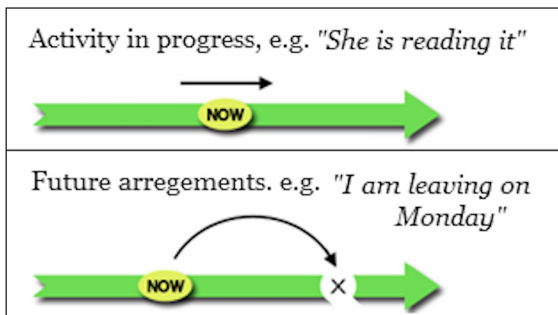 Activity in progress, e.g. "She is reading it"
NOW
Future arregements. e.g. "I am leaving on
Monday"
NOW
X